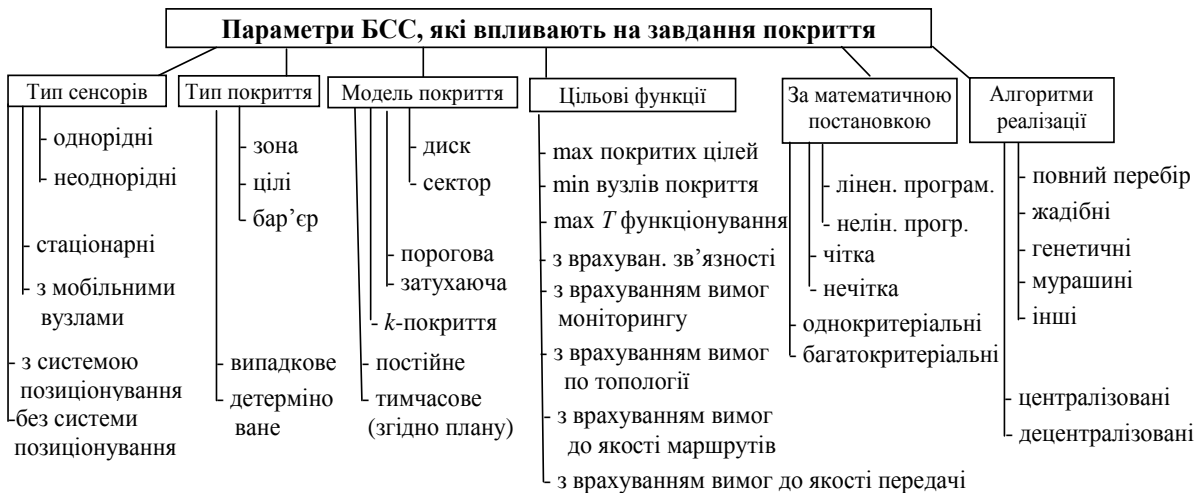 Параметри БСС, які впливають на завдання покриття
Тип сенсорів
- однорідні
- неоднорідні
- стаціонарні
- з мобільними
вузлами
- з системою
позиціонування
-без системи
позиціонування
Тип покриття
- зона
- цілі
- бар’єр
- випадкове
- детерміно
ване
Модель покриття
- диск
- сектор
- порогова
- затухаюча
- k-покриття
- постійне
- тимчасове
(згідно плану)
Цільові функції
- max покритих цілей
- min вузлів покриття
- max T функціонування
- з врахуван. зв’язності
- з врахуванням вимог
моніторингу
- з врахуванням вимог
по топології
- з врахуванням вимог
до якості маршрутів
- з врахуванням вимог до якості передачі
За математичною
постановкою
- лінен. програм.
- нелін. прогр.
- чітка
- нечітка
- однокритеріальні
- багатокритеріальні
Алгоритми
реалізації
- повний перебір
- жадібні
- генетичні
- мурашині
- інші
- централізовані
- децентралізовані